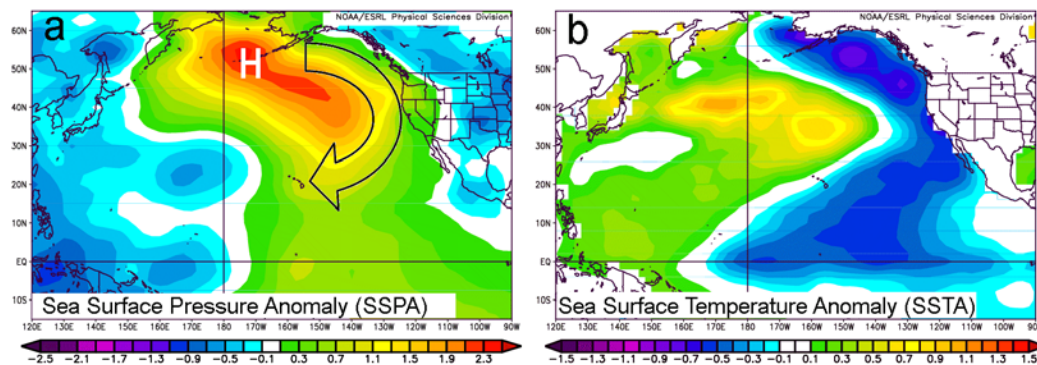 NOAA/ESRL Physical Sciences Division
a
H
60N
50N
40N
30N
20N
10N
EQ
10S
Sea Surface Pressure Anomaly (SSPA)
120E 130E 140E 150E 160E 170E 180 170W 160W 150W 140W 130W 120W 110W 100W 90W
-2.5 -2.1 -1.7 -1.3 -0.9 -0.5 -0.1 0.3 0.7 1.1 1.5 1.9 2.3
NOAA/ESRL Physical Sciences Division
b
60N
50N
40N
30N
20N
10N
EQ
10S
Sea Surface Temperature Anomaly (SSTA)
120E 130E 140E 150E 160E 170E 180 170W 160W 150W 140W 130W 120W 110W 100W 90W
-1.5 -1.3 -1.1 -0.9 -0.7 -0.5 -0.3 -0.1 0.1 0.3 0.5 0.7 0.9 1.1 1.3 1.5